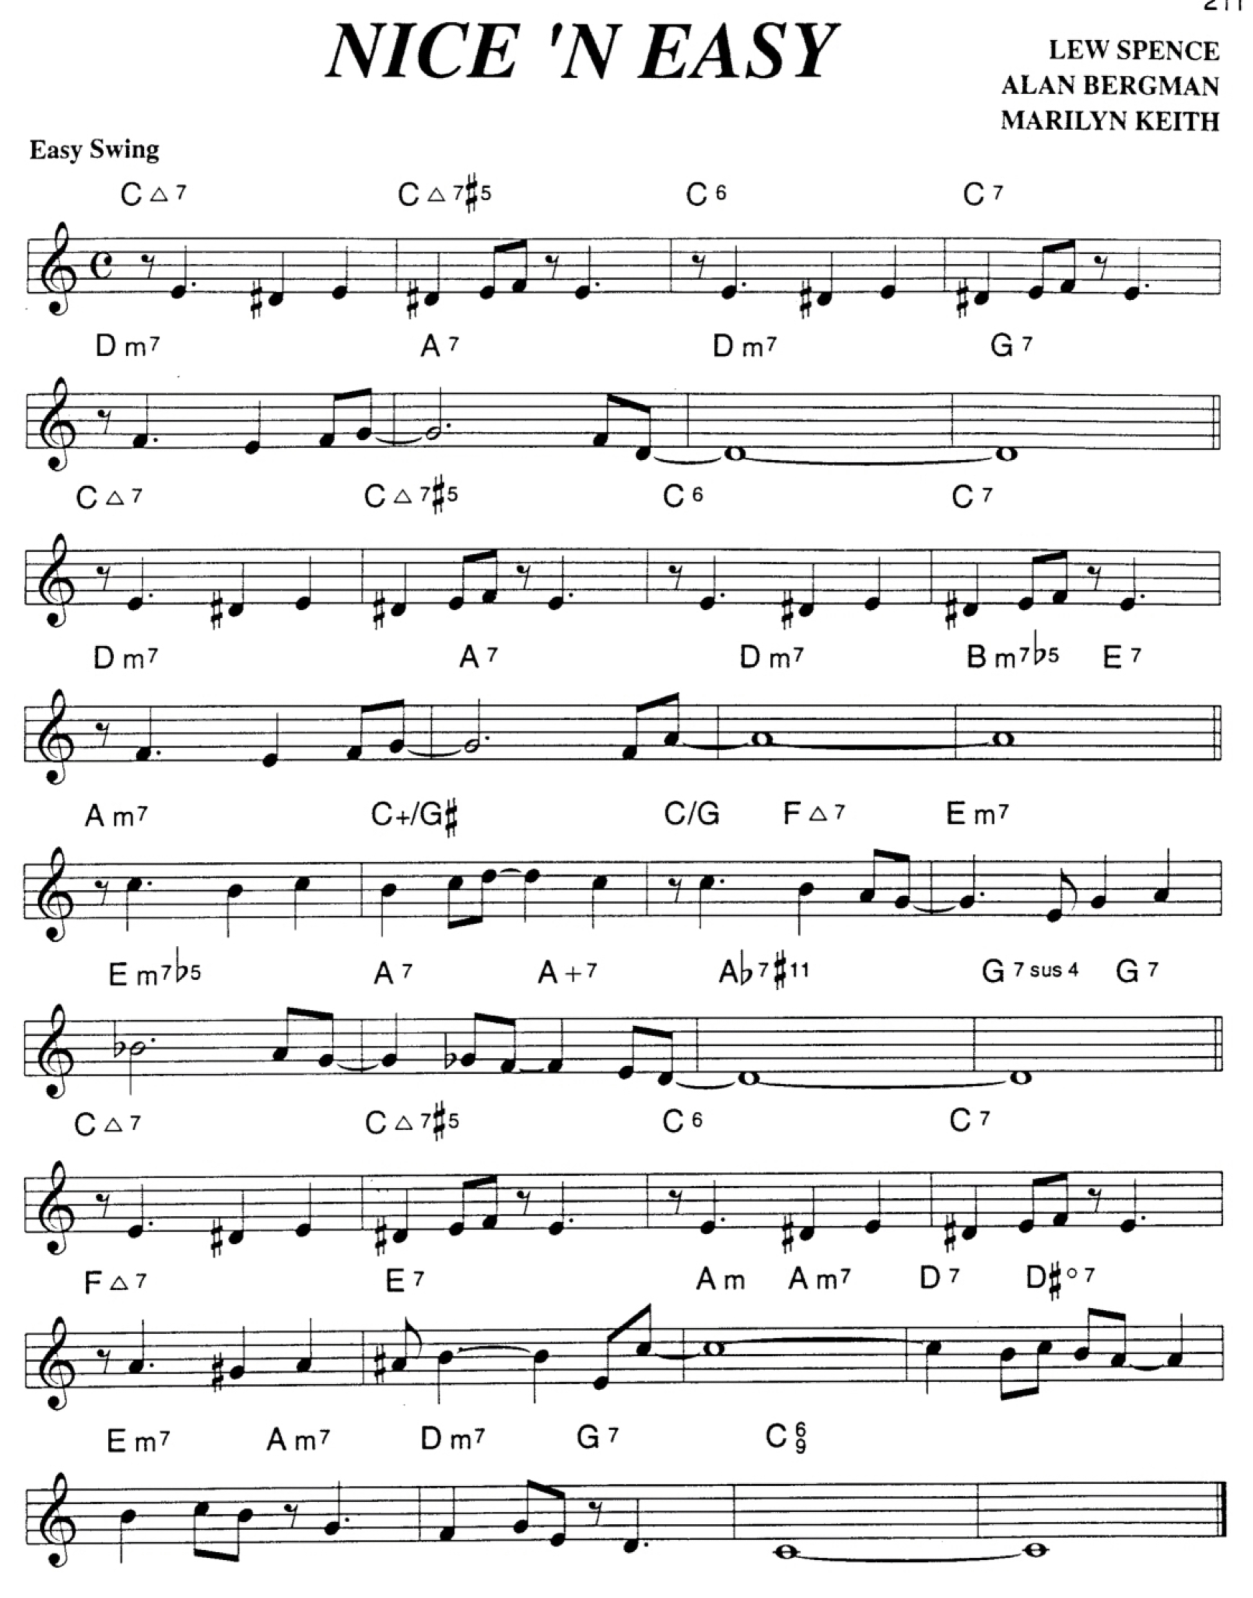 211
NICE 'N EASY
LEW SPENCE
ALAN BERGMAN
MARILYN KEITH
Easy Swing
C△7 C△7♯5 C6 C7
Dm7 A7 Dm7 G7
C△7 C△7♯5 C6 C7
Dm7 A7 Dm7 Bm7♭5 E7
Am7 C+/G♯ C/G F△7 Em7
Em7♭5 A7 A+7 A♭7♯11 G7sus4 G7
C△7 C△7♯5 C6 C7
F△7 E7 Am Am7 D7 D♯°7
Em7 Am7 Dm7 G7 C6/9